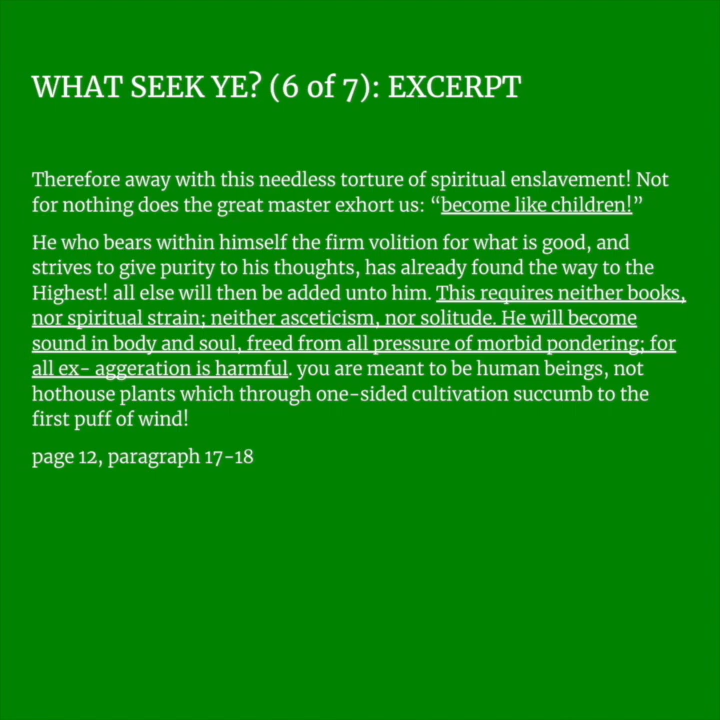 WHAT SEEK YE? (6 of 7): EXCERPT
Therefore away with this needless torture of spiritual enslavement! Not
for nothing does the great master exhort us: “become like children!”
He who bears within himself the firm volition for what is good, and
strives to give purity to his thoughts, has already found the way to the
Highest! all else will then be added unto him. This requires neither books,
nor spiritual strain; neither asceticism, nor solitude. He will become
sound in body and soul, freed from all pressure of morbid pondering; for
all ex- aggeration is harmful. you are meant to be human beings, not
hothouse plants which through one-sided cultivation succumb to the
first puff of wind!
page 12, paragraph 17-18